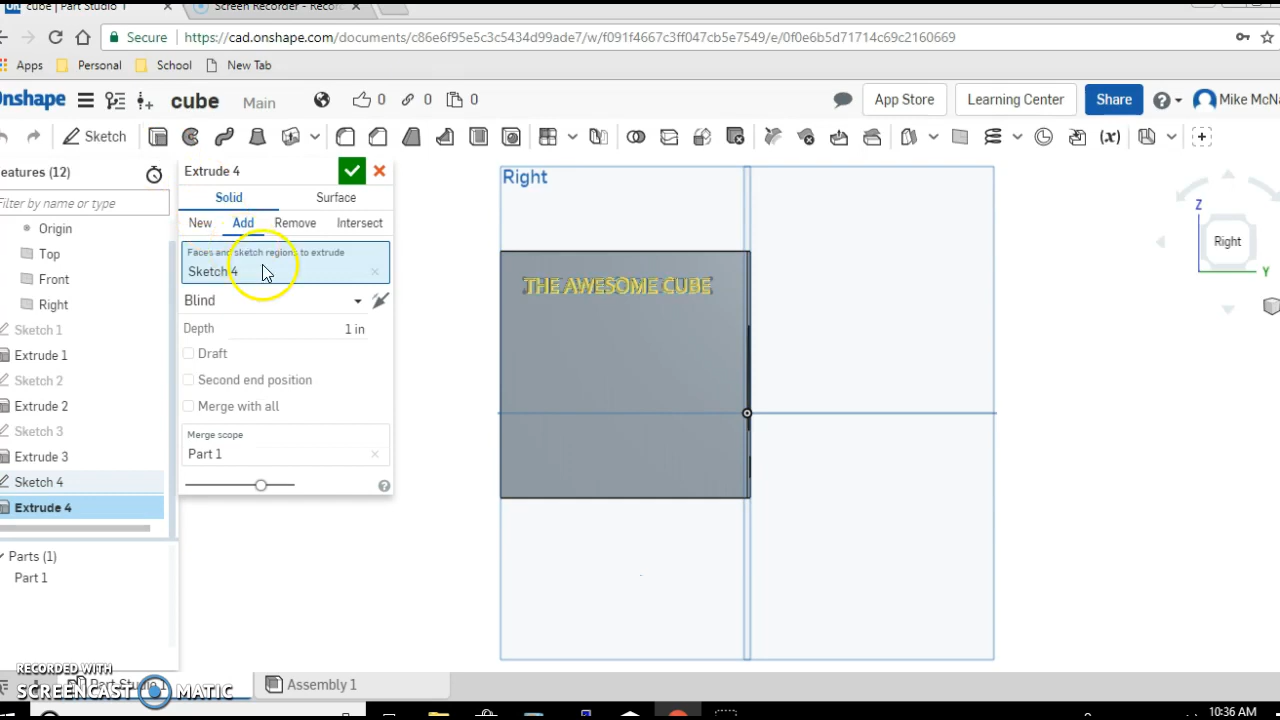 cube | Part Studio 1
Screen Recorder - Reco
Secure
https://cad.onshape.com/documents/c86e6f95e5c3c5434d99ade7/w/f091f4667c3ff047cb5e7549/e/0f0e6b5d71714c69c2160669
Apps
Personal
School
New Tab
Onshape
cube
Main
0
0
0
App Store
Learning Center
Share
Mike McNa
Sketch
(x)
eatures (12)
Filter by name or type
Origin
Top
Front
Right
Sketch 1
Extrude 1
Sketch 2
Extrude 2
Sketch 3
Extrude 3
Sketch 4
Extrude 4
Parts (1)
Part 1
Extrude 4
Solid
Surface
New
Add
Remove
Intersect
Faces and sketch regions to extrude
Sketch 4
Blind
Depth
1 in
Draft
Second end position
Merge with all
Merge scope
Part 1
Right
THE AWESOME CUBE
Z
Right
Y
RECORDED WITH
SCREENCAST MATIC
Part Studio 1
Assembly 1
10:36 AM